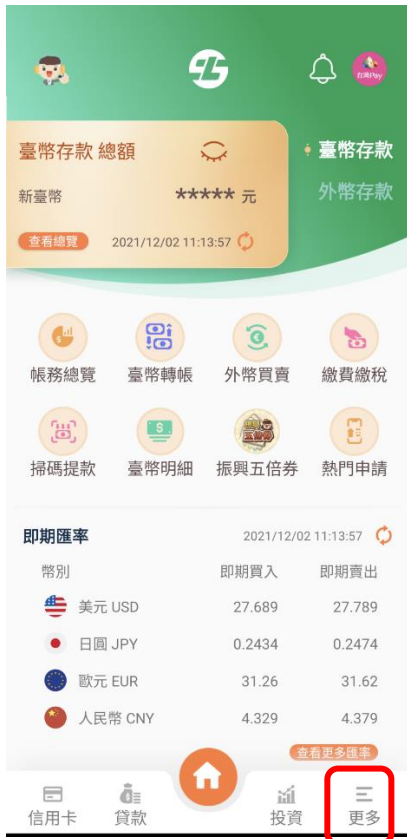 台灣Pay
臺幣存款 總額
臺幣存款
新臺幣 ***** 元
外幣存款
查看總覽 2021/12/02 11:13:57
帳務總覽 臺幣轉帳 外幣買賣 繳費繳稅
掃碼提款 臺幣明細 振興五倍券 熱門申請
即期匯率 2021/12/02 11:13:57
幣別 即期買入 即期賣出
美元 USD 27.689 27.789
日圓 JPY 0.2434 0.2474
歐元 EUR 31.26 31.62
人民幣 CNY 4.329 4.379
查看更多匯率
信用卡 貸款 投資 更多